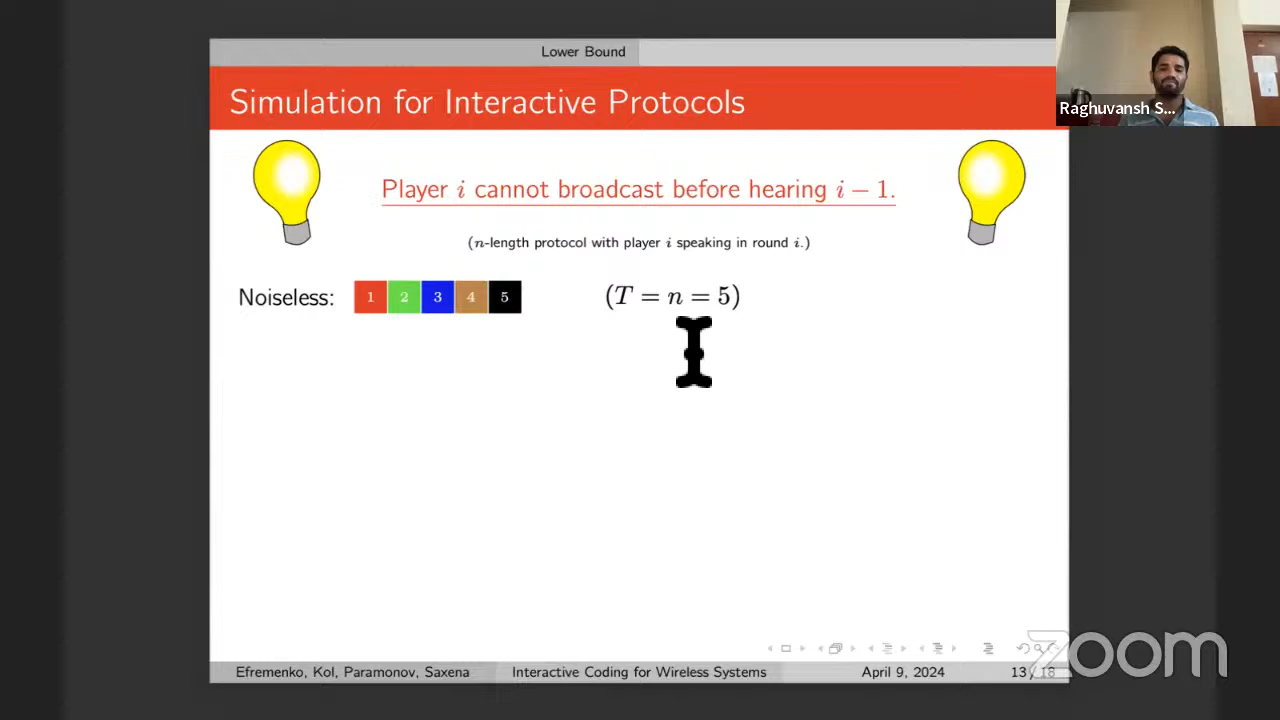 Lower Bound
Simulation for Interactive Protocols
Raghuvansh S...
Player i cannot broadcast before hearing i − 1.
(n-length protocol with player i speaking in round i.)
Noiseless: 1 2 3 4 5 (T = n = 5)
Efremenko, Kol, Paramonov, Saxena Interactive Coding for Wireless Systems April 9, 2024 13 / 18
zoom